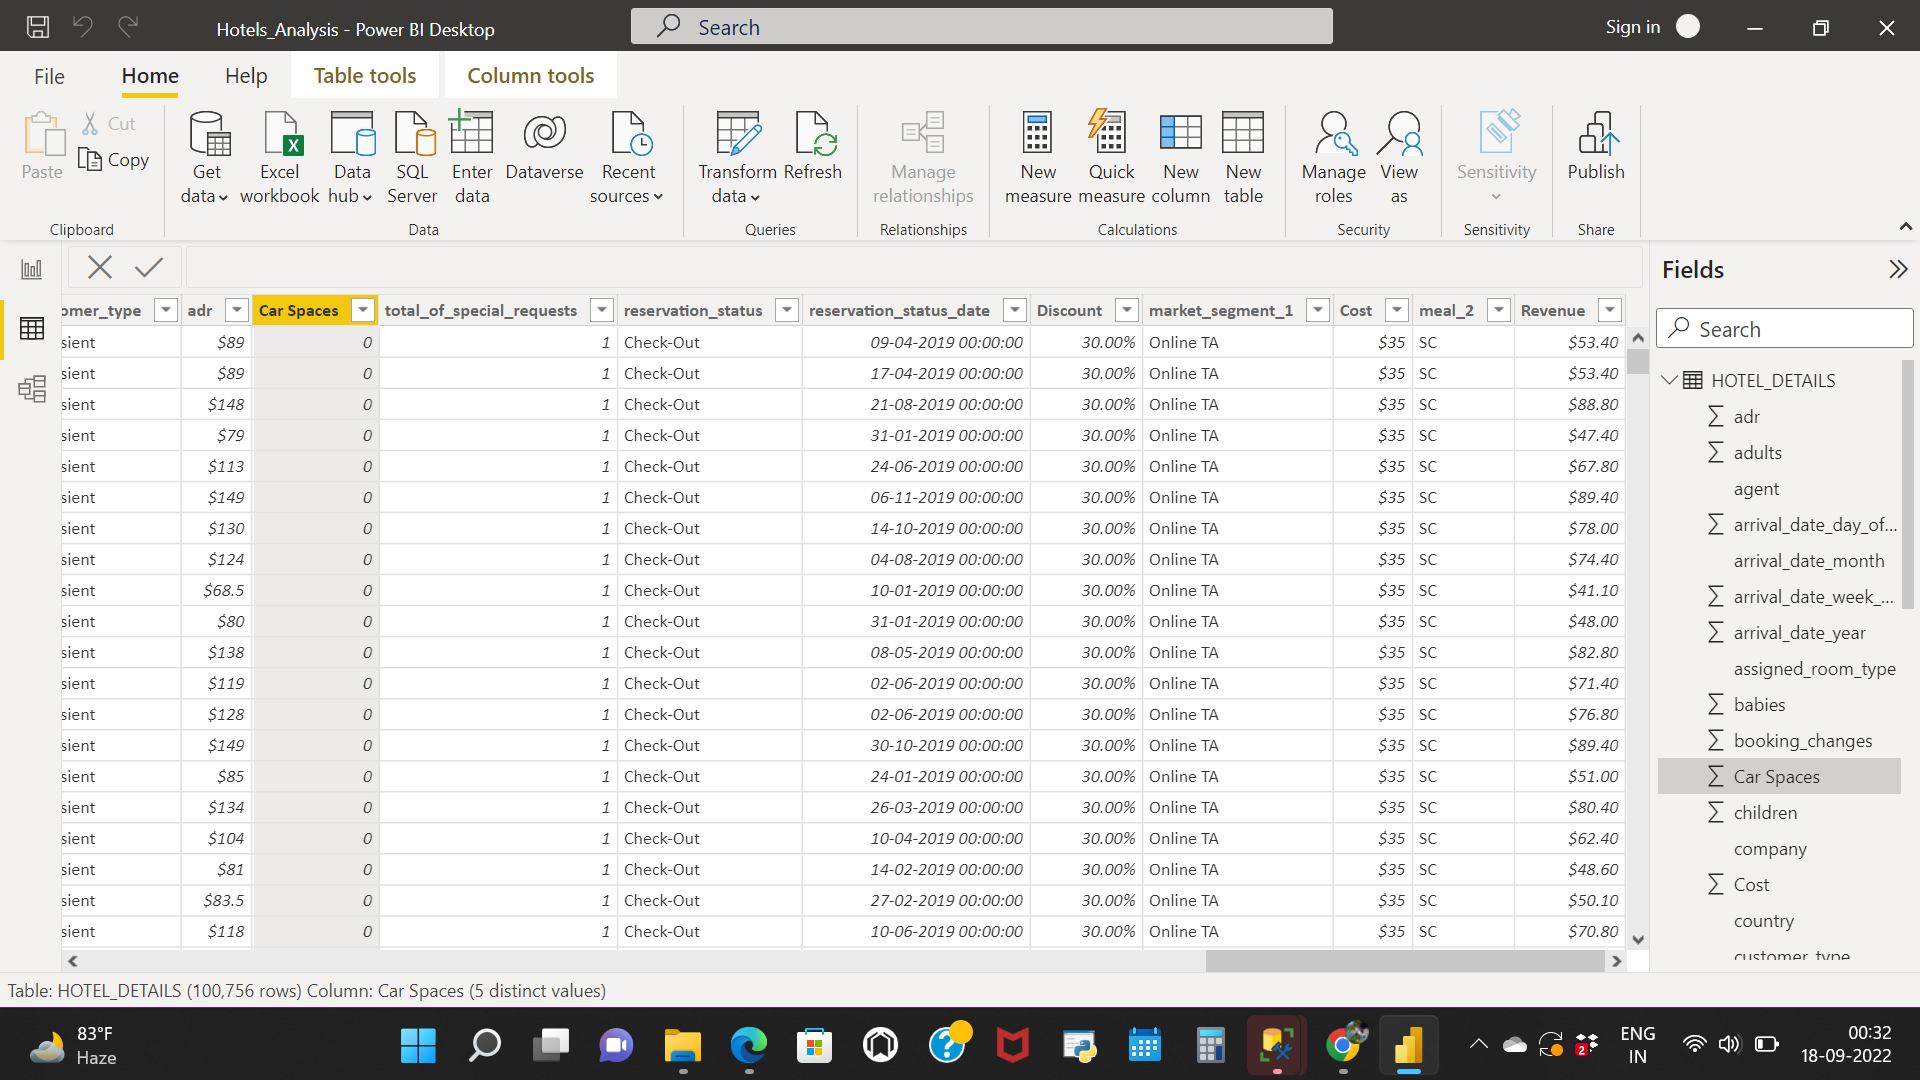 Hotels_Analysis - Power BI Desktop
Search
Sign in
File Home Help Table tools Column tools
Paste
Cut
Copy
Get data
Excel workbook
Data hub
SQL Server
Enter data
Dataverse
Recent sources
Transform data
Refresh
Manage relationships
New measure
Quick measure
New column
New table
Manage roles
View as
Sensitivity
Publish
Clipboard Data Queries Relationships Calculations Security Sensitivity Share
omer_type adr Car Spaces total_of_special_requests reservation_status reservation_status_date Discount market_segment_1 Cost meal_2 Revenue
sient $89 0 1 Check-Out 09-04-2019 00:00:00 30.00% Online TA $35 SC $53.40
sient $89 0 1 Check-Out 17-04-2019 00:00:00 30.00% Online TA $35 SC $53.40
sient $148 0 1 Check-Out 21-08-2019 00:00:00 30.00% Online TA $35 SC $88.80
sient $79 0 1 Check-Out 31-01-2019 00:00:00 30.00% Online TA $35 SC $47.40
sient $113 0 1 Check-Out 24-06-2019 00:00:00 30.00% Online TA $35 SC $67.80
sient $149 0 1 Check-Out 06-11-2019 00:00:00 30.00% Online TA $35 SC $89.40
sient $130 0 1 Check-Out 14-10-2019 00:00:00 30.00% Online TA $35 SC $78.00
sient $124 0 1 Check-Out 04-08-2019 00:00:00 30.00% Online TA $35 SC $74.40
sient $68.5 0 1 Check-Out 10-01-2019 00:00:00 30.00% Online TA $35 SC $41.10
sient $80 0 1 Check-Out 31-01-2019 00:00:00 30.00% Online TA $35 SC $48.00
sient $138 0 1 Check-Out 08-05-2019 00:00:00 30.00% Online TA $35 SC $82.80
sient $119 0 1 Check-Out 02-06-2019 00:00:00 30.00% Online TA $35 SC $71.40
sient $128 0 1 Check-Out 02-06-2019 00:00:00 30.00% Online TA $35 SC $76.80
sient $149 0 1 Check-Out 30-10-2019 00:00:00 30.00% Online TA $35 SC $89.40
sient $85 0 1 Check-Out 24-01-2019 00:00:00 30.00% Online TA $35 SC $51.00
sient $134 0 1 Check-Out 26-03-2019 00:00:00 30.00% Online TA $35 SC $80.40
sient $104 0 1 Check-Out 10-04-2019 00:00:00 30.00% Online TA $35 SC $62.40
sient $81 0 1 Check-Out 14-02-2019 00:00:00 30.00% Online TA $35 SC $48.60
sient $83.5 0 1 Check-Out 27-02-2019 00:00:00 30.00% Online TA $35 SC $50.10
sient $118 0 1 Check-Out 10-06-2019 00:00:00 30.00% Online TA $35 SC $70.80
Fields
Search
HOTEL_DETAILS
adr
adults
agent
arrival_date_day_of...
arrival_date_month
arrival_date_week_...
arrival_date_year
assigned_room_type
babies
booking_changes
Car Spaces
children
company
Cost
country
customer_type
Table: HOTEL_DETAILS (100,756 rows) Column: Car Spaces (5 distinct values)
83°F
Haze
2
ENG
IN
00:32
18-09-2022